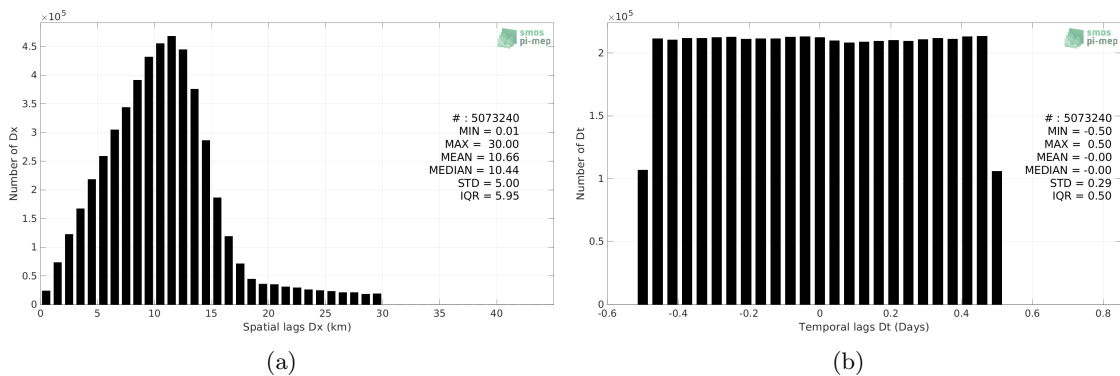 ×10⁵
4.5
4
3.5
3
2.5
2
1.5
1
0.5
0
Number of Dx
smos
pi-mep
# : 5073240
MIN = 0.01
MAX = 30.00
MEAN = 10.66
MEDIAN = 10.44
STD = 5.00
IQR = 5.95
0 5 10 15 20 25 30 35 40
Spatial lags Dx (km)
(a)
×10⁵
2
1.5
1
0.5
0
Number of Dt
smos
pi-mep
# : 5073240
MIN = -0.50
MAX = 0.50
MEAN = -0.00
MEDIAN = -0.00
STD = 0.29
IQR = 0.50
-0.6 -0.4 -0.2 0 0.2 0.4 0.6 0.8
Temporal lags Dt (Days)
(b)